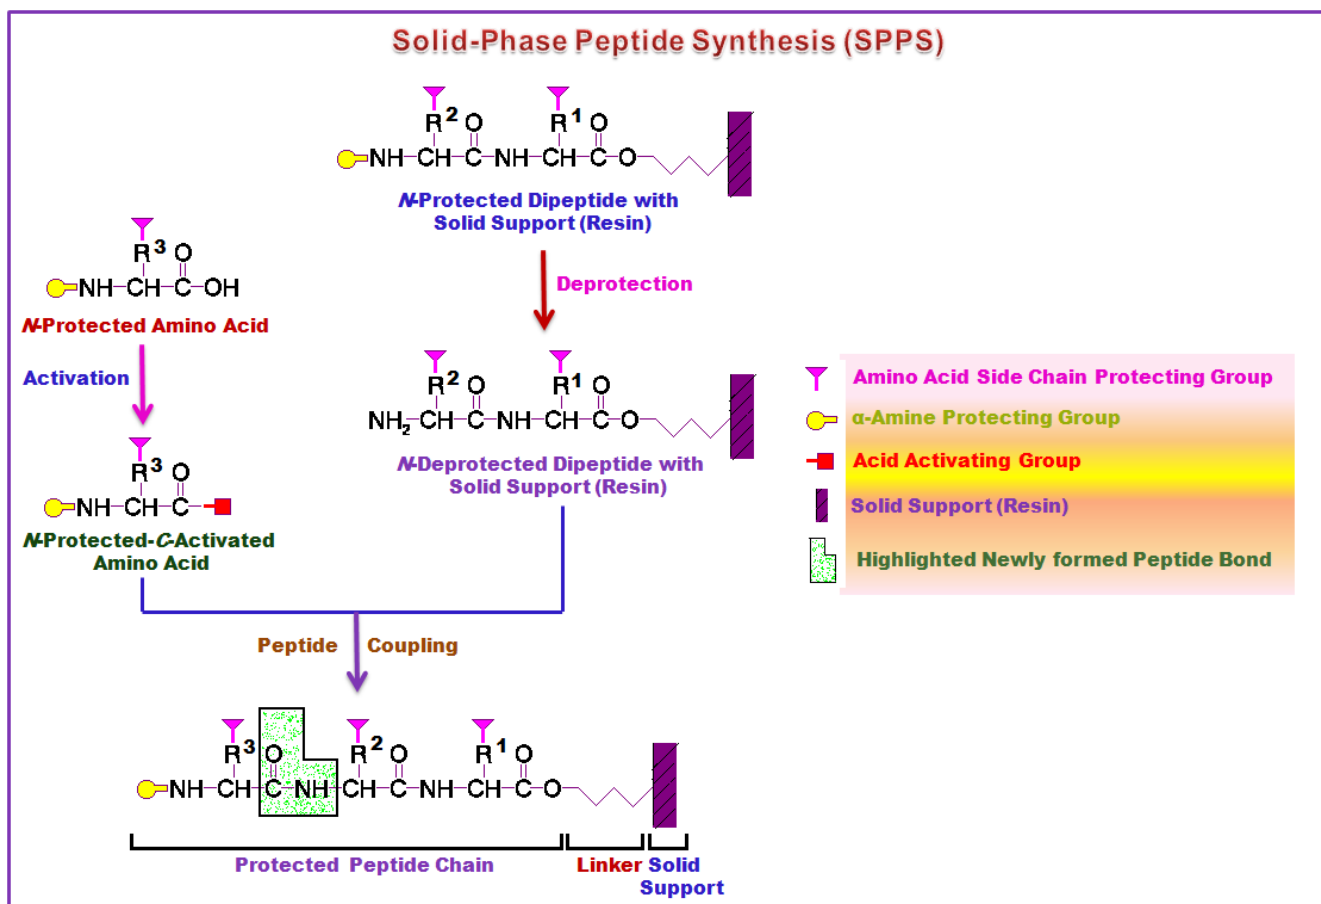 Solid-Phase Peptide Synthesis (SPPS)
R² O R¹ O
NH-CH-C-NH-CH-C-O
N-Protected Dipeptide with
Solid Support (Resin)
R³ O
NH-CH-C-OH
N-Protected Amino Acid
Deprotection
Activation
R² O R¹ O
NH₂-CH-C-NH-CH-C-O
N-Deprotected Dipeptide with
Solid Support (Resin)
R³ O
NH-CH-C
N-Protected-C-Activated
Amino Acid
Amino Acid Side Chain Protecting Group
α-Amine Protecting Group
Acid Activating Group
Solid Support (Resin)
Highlighted Newly formed Peptide Bond
Peptide Coupling
R³ O R² O R¹ O
NH-CH-C-NH-CH-C-NH-CH-C-O
Protected Peptide Chain
Linker
Solid
Support